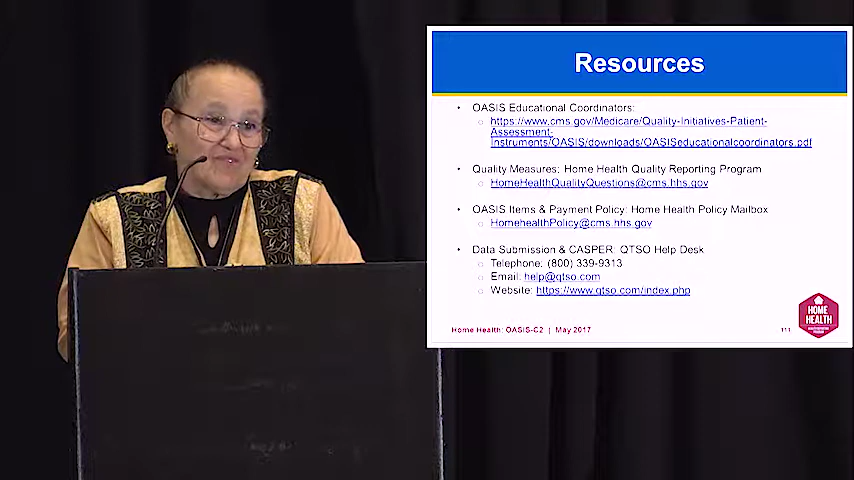 Resources
• OASIS Educational Coordinators:
○ https://www.cms.gov/Medicare/Quality-Initiatives-Patient-
Assessment-
Instruments/OASIS/downloads/OASISeducationalcoordinators.pdf
• Quality Measures: Home Health Quality Reporting Program
○ HomeHealthQualityQuestions@cms.hhs.gov
• OASIS Items & Payment Policy: Home Health Policy Mailbox
○ HomehealthPolicy@cms.hhs.gov
• Data Submission & CASPER: QTSO Help Desk
○ Telephone: (800) 339-9313
○ Email: help@qtso.com
○ Website: https://www.qtso.com/index.php
Home Health: OASIS-C2 | May 2017
111
HOME
HEALTH